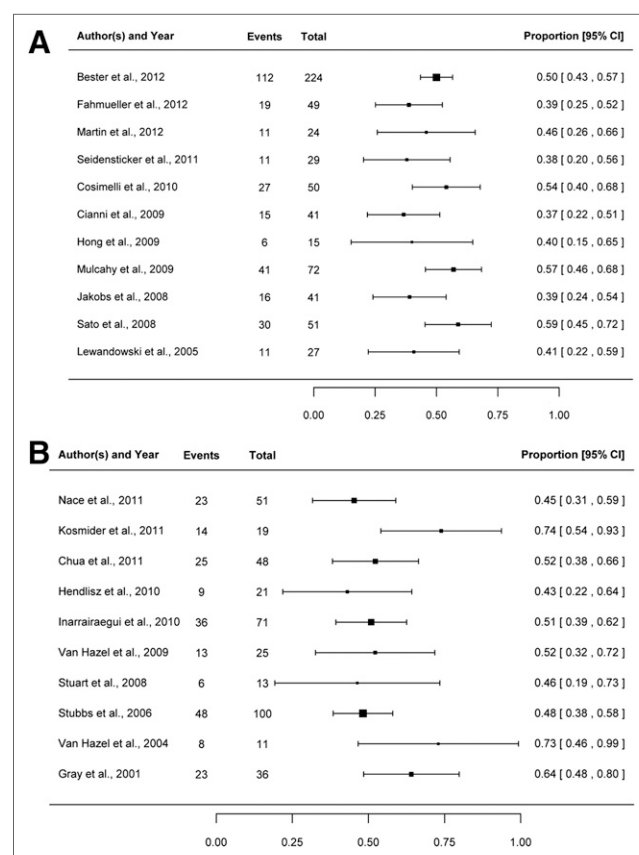 A
Author(s) and Year Events Total Proportion [95% CI]
Bester et al., 2012 112 224 0.50 [ 0.43 , 0.57 ]
Fahmueller et al., 2012 19 49 0.39 [ 0.25 , 0.52 ]
Martin et al., 2012 11 24 0.46 [ 0.26 , 0.66 ]
Seidensticker et al., 2011 11 29 0.38 [ 0.20 , 0.56 ]
Cosimelli et al., 2010 27 50 0.54 [ 0.40 , 0.68 ]
Cianni et al., 2009 15 41 0.37 [ 0.22 , 0.51 ]
Hong et al., 2009 6 15 0.40 [ 0.15 , 0.65 ]
Mulcahy et al., 2009 41 72 0.57 [ 0.46 , 0.68 ]
Jakobs et al., 2008 16 41 0.39 [ 0.24 , 0.54 ]
Sato et al., 2008 30 51 0.59 [ 0.45 , 0.72 ]
Lewandowski et al., 2005 11 27 0.41 [ 0.22 , 0.59 ]
0.00 0.25 0.50 0.75 1.00
B
Author(s) and Year Events Total Proportion [95% CI]
Nace et al., 2011 23 51 0.45 [ 0.31 , 0.59 ]
Kosmider et al., 2011 14 19 0.74 [ 0.54 , 0.93 ]
Chua et al., 2011 25 48 0.52 [ 0.38 , 0.66 ]
Hendlisz et al., 2010 9 21 0.43 [ 0.22 , 0.64 ]
Inarrairaegui et al., 2010 36 71 0.51 [ 0.39 , 0.62 ]
Van Hazel et al., 2009 13 25 0.52 [ 0.32 , 0.72 ]
Stuart et al., 2008 6 13 0.46 [ 0.19 , 0.73 ]
Stubbs et al., 2006 48 100 0.48 [ 0.38 , 0.58 ]
Van Hazel et al., 2004 8 11 0.73 [ 0.46 , 0.99 ]
Gray et al., 2001 23 36 0.64 [ 0.48 , 0.80 ]
0.00 0.25 0.50 0.75 1.00